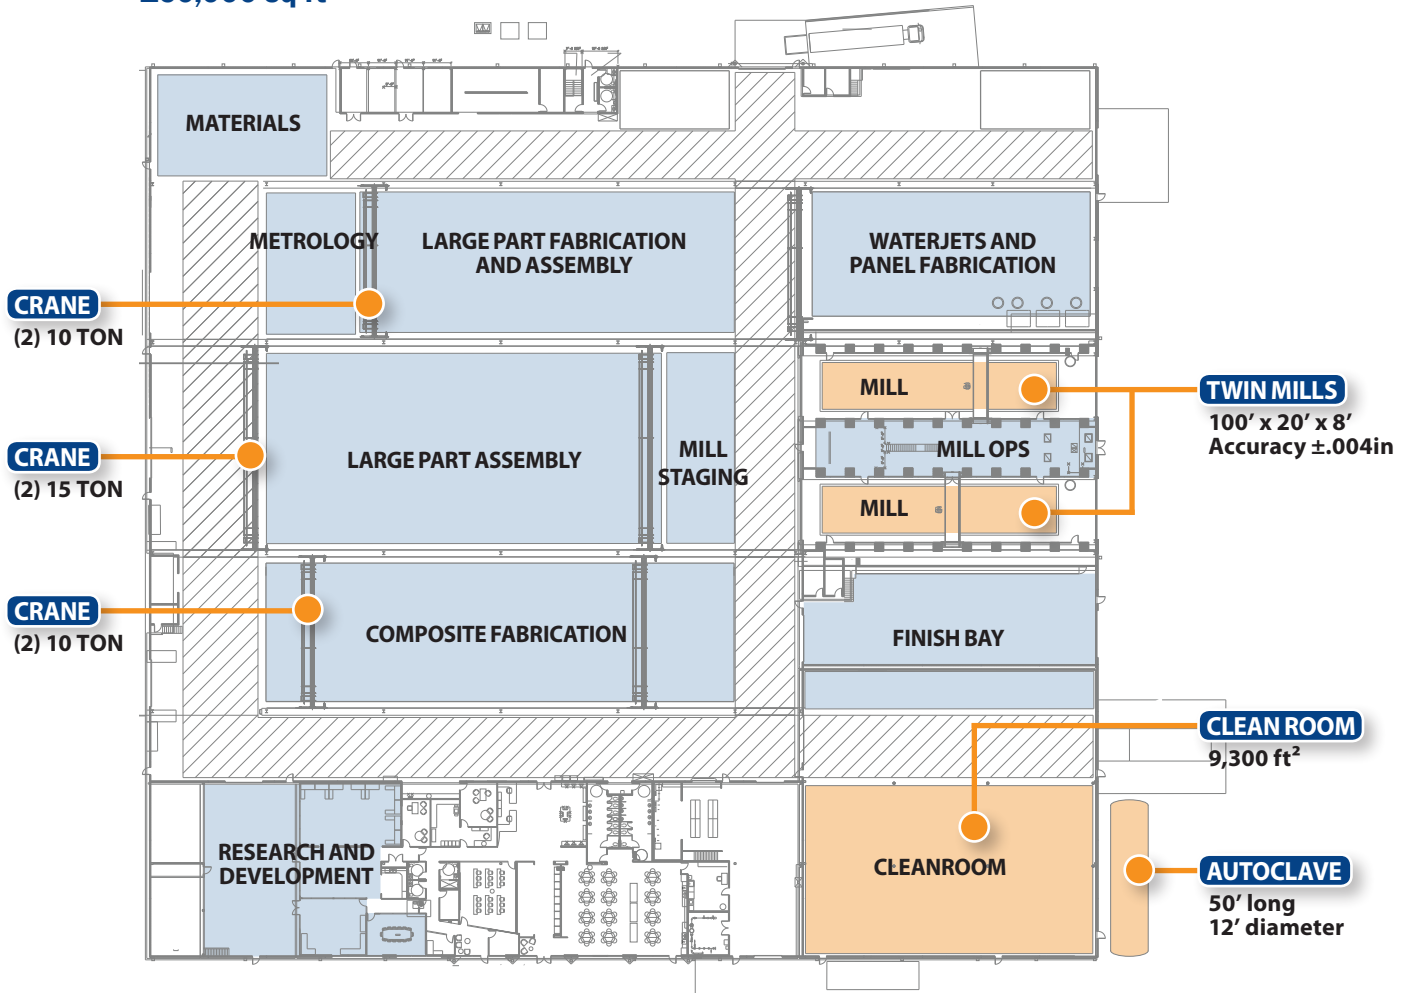 MATERIALS
METROLOGY
LARGE PART FABRICATION
AND ASSEMBLY
WATERJETS AND
PANEL FABRICATION
CRANE
(2) 10 TON
MILL
TWIN MILLS
100’ x 20’ x 8’
Accuracy ±.004in
CRANE
(2) 15 TON
LARGE PART ASSEMBLY
MILL
STAGING
MILL OPS
MILL
CRANE
(2) 10 TON
COMPOSITE FABRICATION
FINISH BAY
CLEAN ROOM
9,300 ft²
RESEARCH AND
DEVELOPMENT
CLEANROOM
AUTOCLAVE
50’ long
12’ diameter